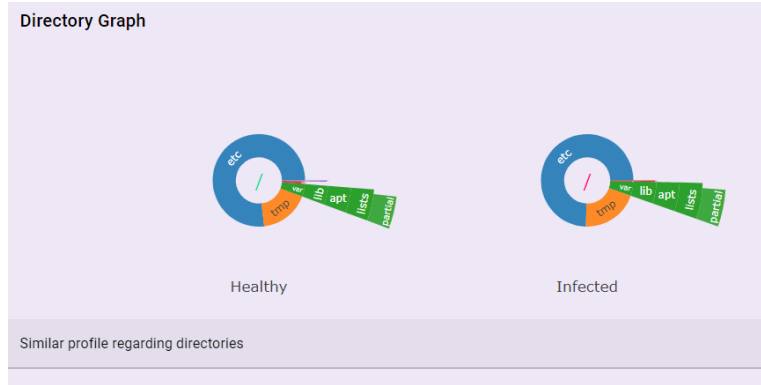 Directory Graph
etc
/
tmp
var
lib
apt
lists
partial
etc
/
tmp
var
lib
apt
lists
partial
Healthy
Infected
Similar profile regarding directories